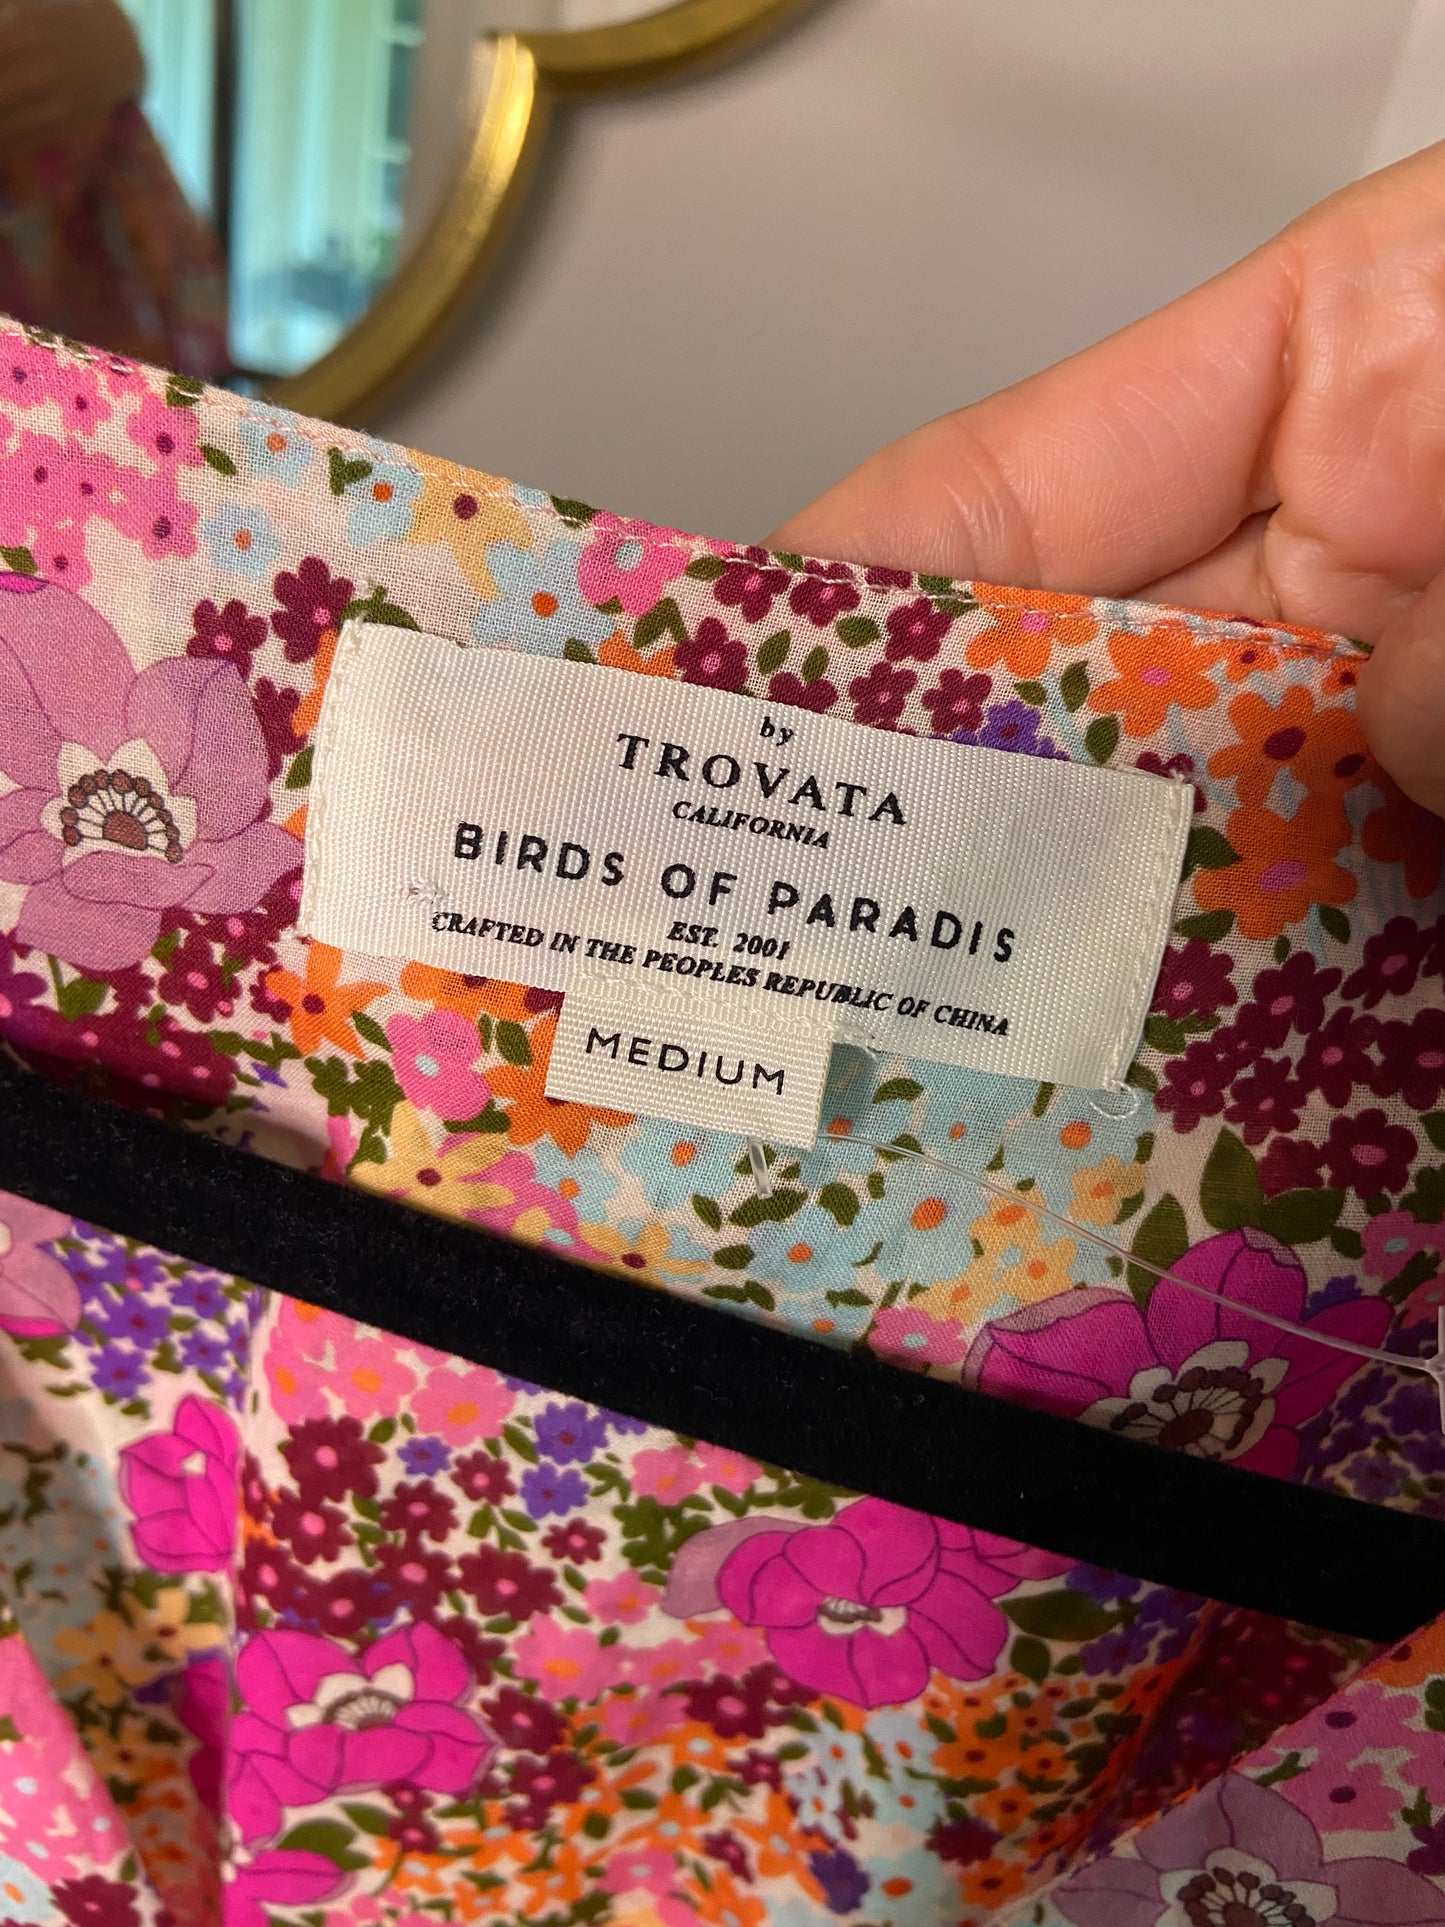 by
TROVATA
CALIFORNIA
BIRDS OF PARADIS
EST. 2001
CRAFTED IN THE PEOPLES REPUBLIC OF CHINA
MEDIUM